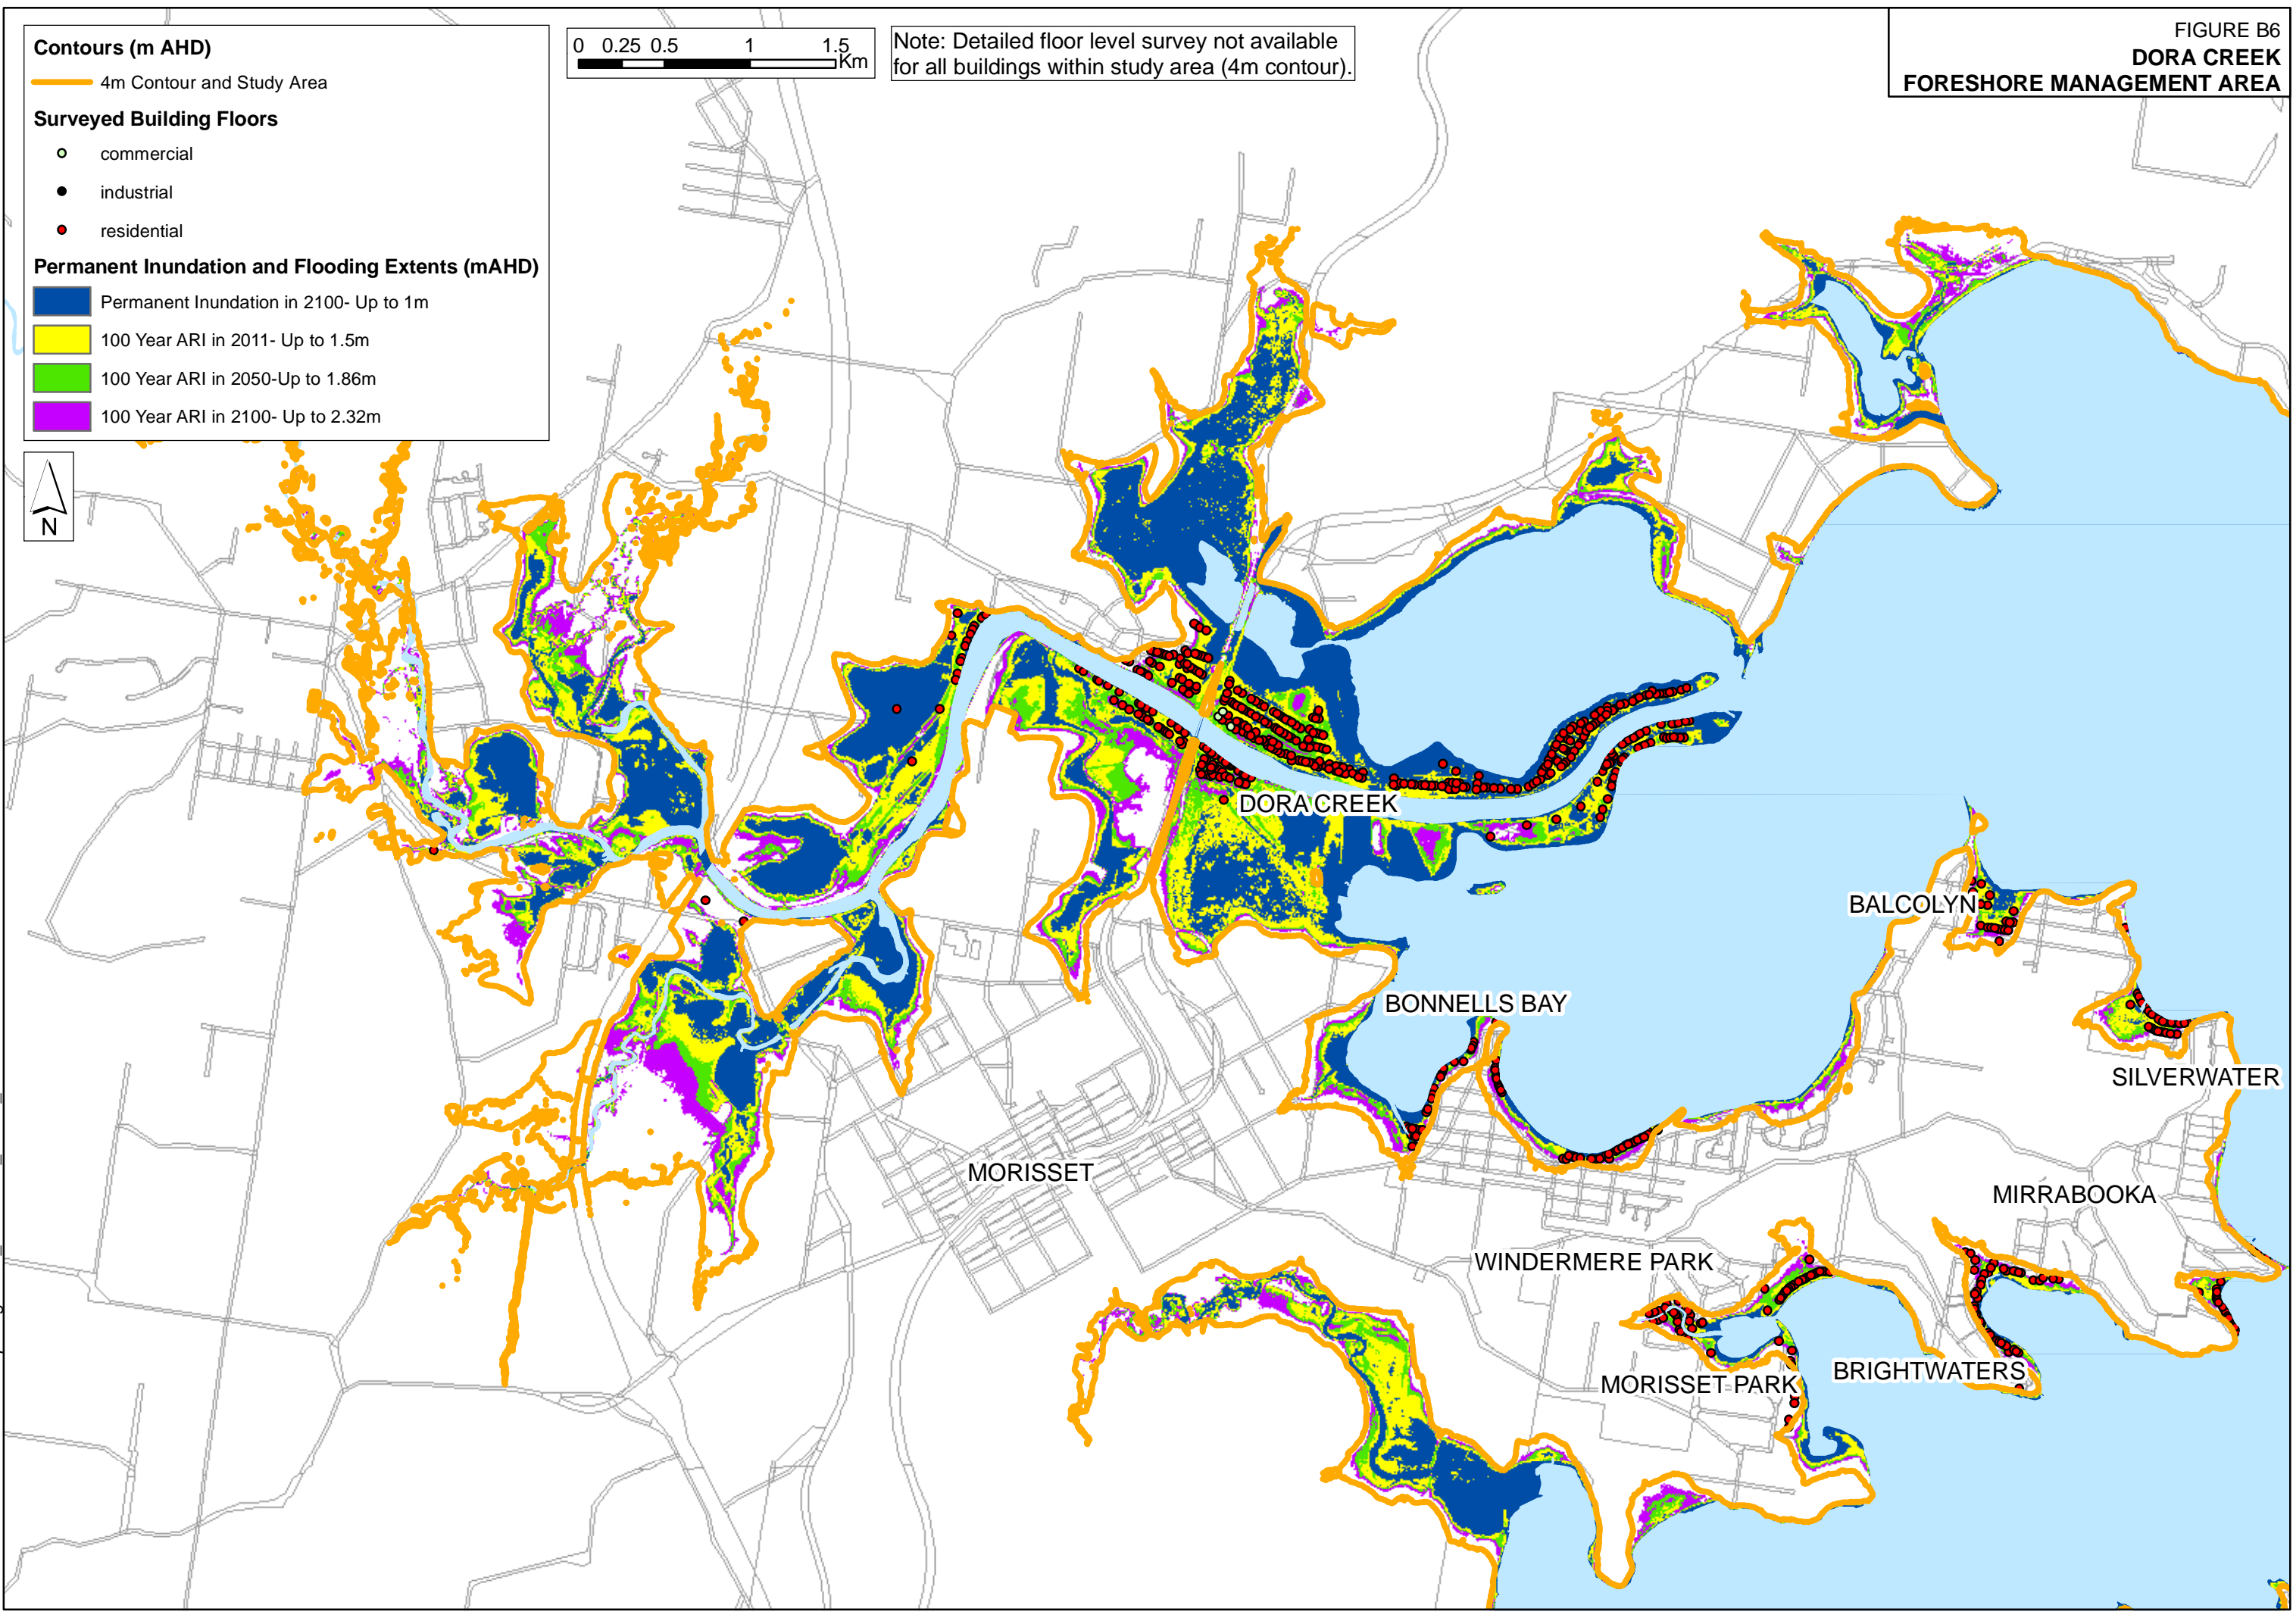 Contours (m AHD)
4m Contour and Study Area
Surveyed Building Floors
commercial
industrial
residential
Permanent Inundation and Flooding Extents (mAHD)
Permanent Inundation in 2100- Up to 1m
100 Year ARI in 2011- Up to 1.5m
100 Year ARI in 2050-Up to 1.86m
100 Year ARI in 2100- Up to 2.32m
N
0 0.25 0.5 1 1.5
Km
Note: Detailed floor level survey not available
for all buildings within study area (4m contour).
FIGURE B6
DORA CREEK
FORESHORE MANAGEMENT AREA
DORA CREEK
BALCOLYN
BONNELLS BAY
SILVERWATER
MORISSET
MIRRABOOKA
WINDERMERE PARK
BRIGHTWATERS
MORISSET PARK